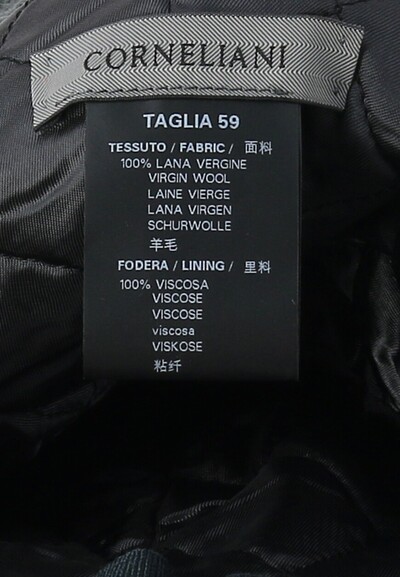 CORNELIANI
TAGLIA 59
TESSUTO / FABRIC / 面料
100% LANA VERGINE
VIRGIN WOOL
LAINE VIERGE
LANA VIRGEN
SCHURWOLLE
羊毛
FODERA / LINING / 里料
100% VISCOSA
VISCOSE
VISCOSE
viscosa
VISKOSE
粘纤